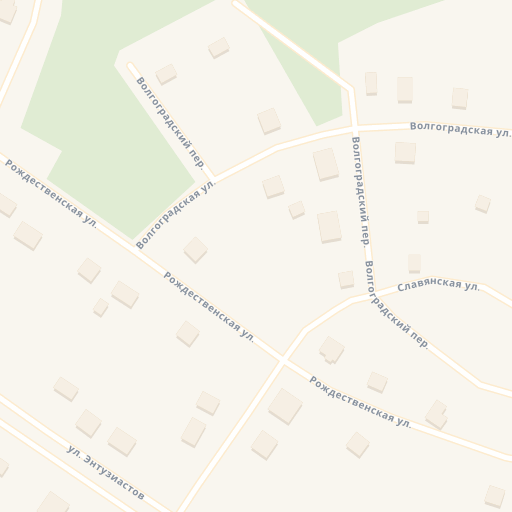 Волгоградский пер.
Волгоградская ул.
Рождественская ул.
Волгоградская ул.
Волгоградский пер.
Рождественская ул.
Волгоградский пер.
Славянская ул.
Рождественская ул.
ул. Энтузиастов